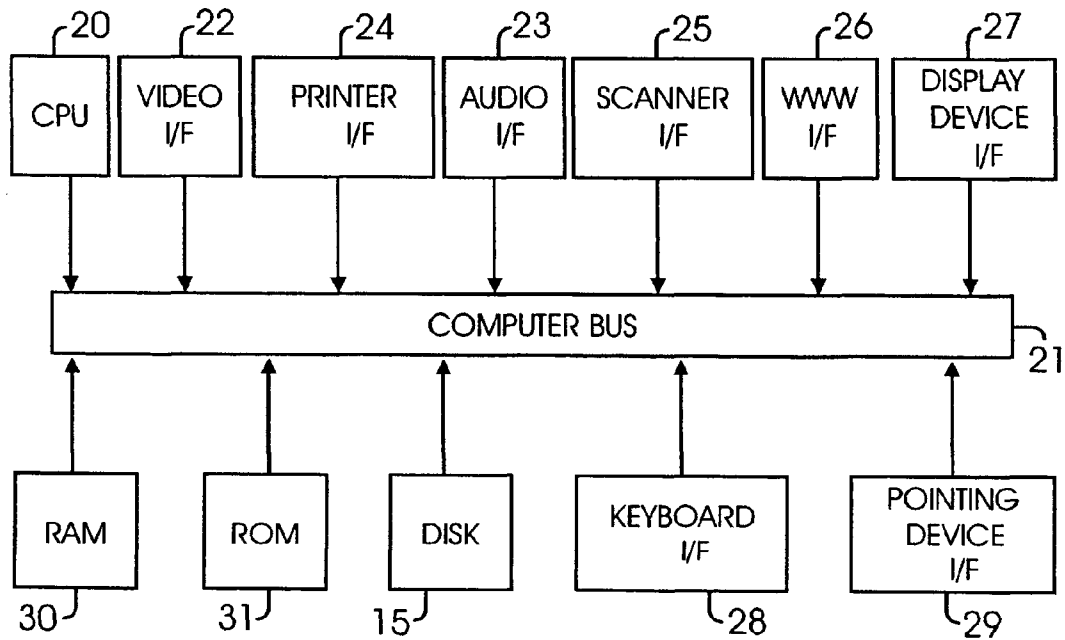 20
22
24
23
25
26
27
CPU
VIDEO
I/F
PRINTER
I/F
AUDIO
I/F
SCANNER
I/F
WWW
I/F
DISPLAY
DEVICE
I/F
COMPUTER BUS
21
RAM
ROM
DISK
KEYBOARD
I/F
POINTING
DEVICE
I/F
30
31
15
28
29